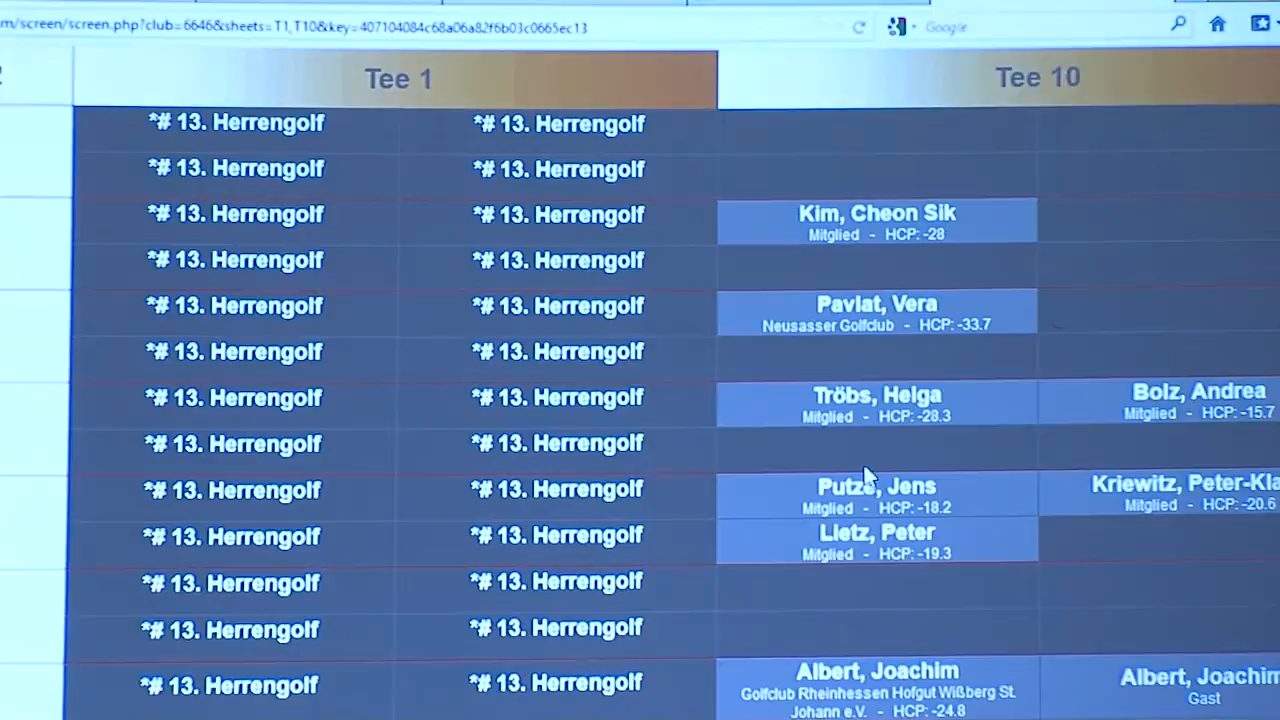 m/screen/screen.php?club=6646&sheets=T1,T10&key=407104084c68a06a82f6b03c0665ec13
Google
Tee 1
Tee 10
*# 13. Herrengolf
*# 13. Herrengolf
*# 13. Herrengolf
*# 13. Herrengolf
*# 13. Herrengolf
*# 13. Herrengolf
Kim, Cheon Sik
Mitglied - HCP: -28
*# 13. Herrengolf
*# 13. Herrengolf
*# 13. Herrengolf
*# 13. Herrengolf
Pavlat, Vera
Neusasser Golfclub - HCP: -33.7
*# 13. Herrengolf
*# 13. Herrengolf
*# 13. Herrengolf
*# 13. Herrengolf
Tröbs, Helga
Mitglied - HCP: -28.3
Bolz, Andrea
Mitglied - HCP: -15.7
*# 13. Herrengolf
*# 13. Herrengolf
*# 13. Herrengolf
*# 13. Herrengolf
Putze, Jens
Mitglied - HCP: -18.2
Kriewitz, Peter-Kla
Mitglied - HCP: -20.6
*# 13. Herrengolf
*# 13. Herrengolf
Lietz, Peter
Mitglied - HCP: -19.3
*# 13. Herrengolf
*# 13. Herrengolf
*# 13. Herrengolf
*# 13. Herrengolf
*# 13. Herrengolf
*# 13. Herrengolf
Albert, Joachim
Golfclub Rheinhessen Hofgut Wißberg St.
Johann e.V. - HCP: -24.8
Albert, Joachim
Gast